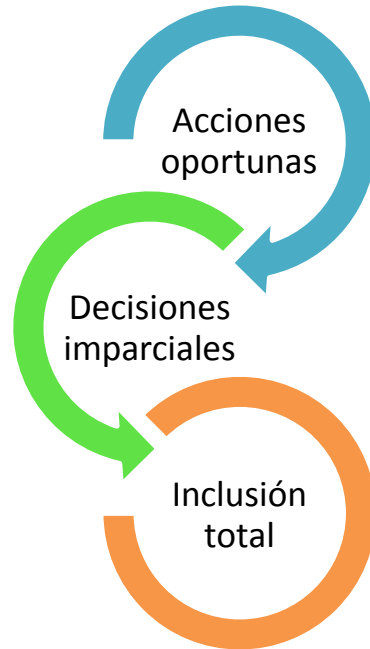 Acciones
oportunas
Decisiones
imparciales
Inclusión
total